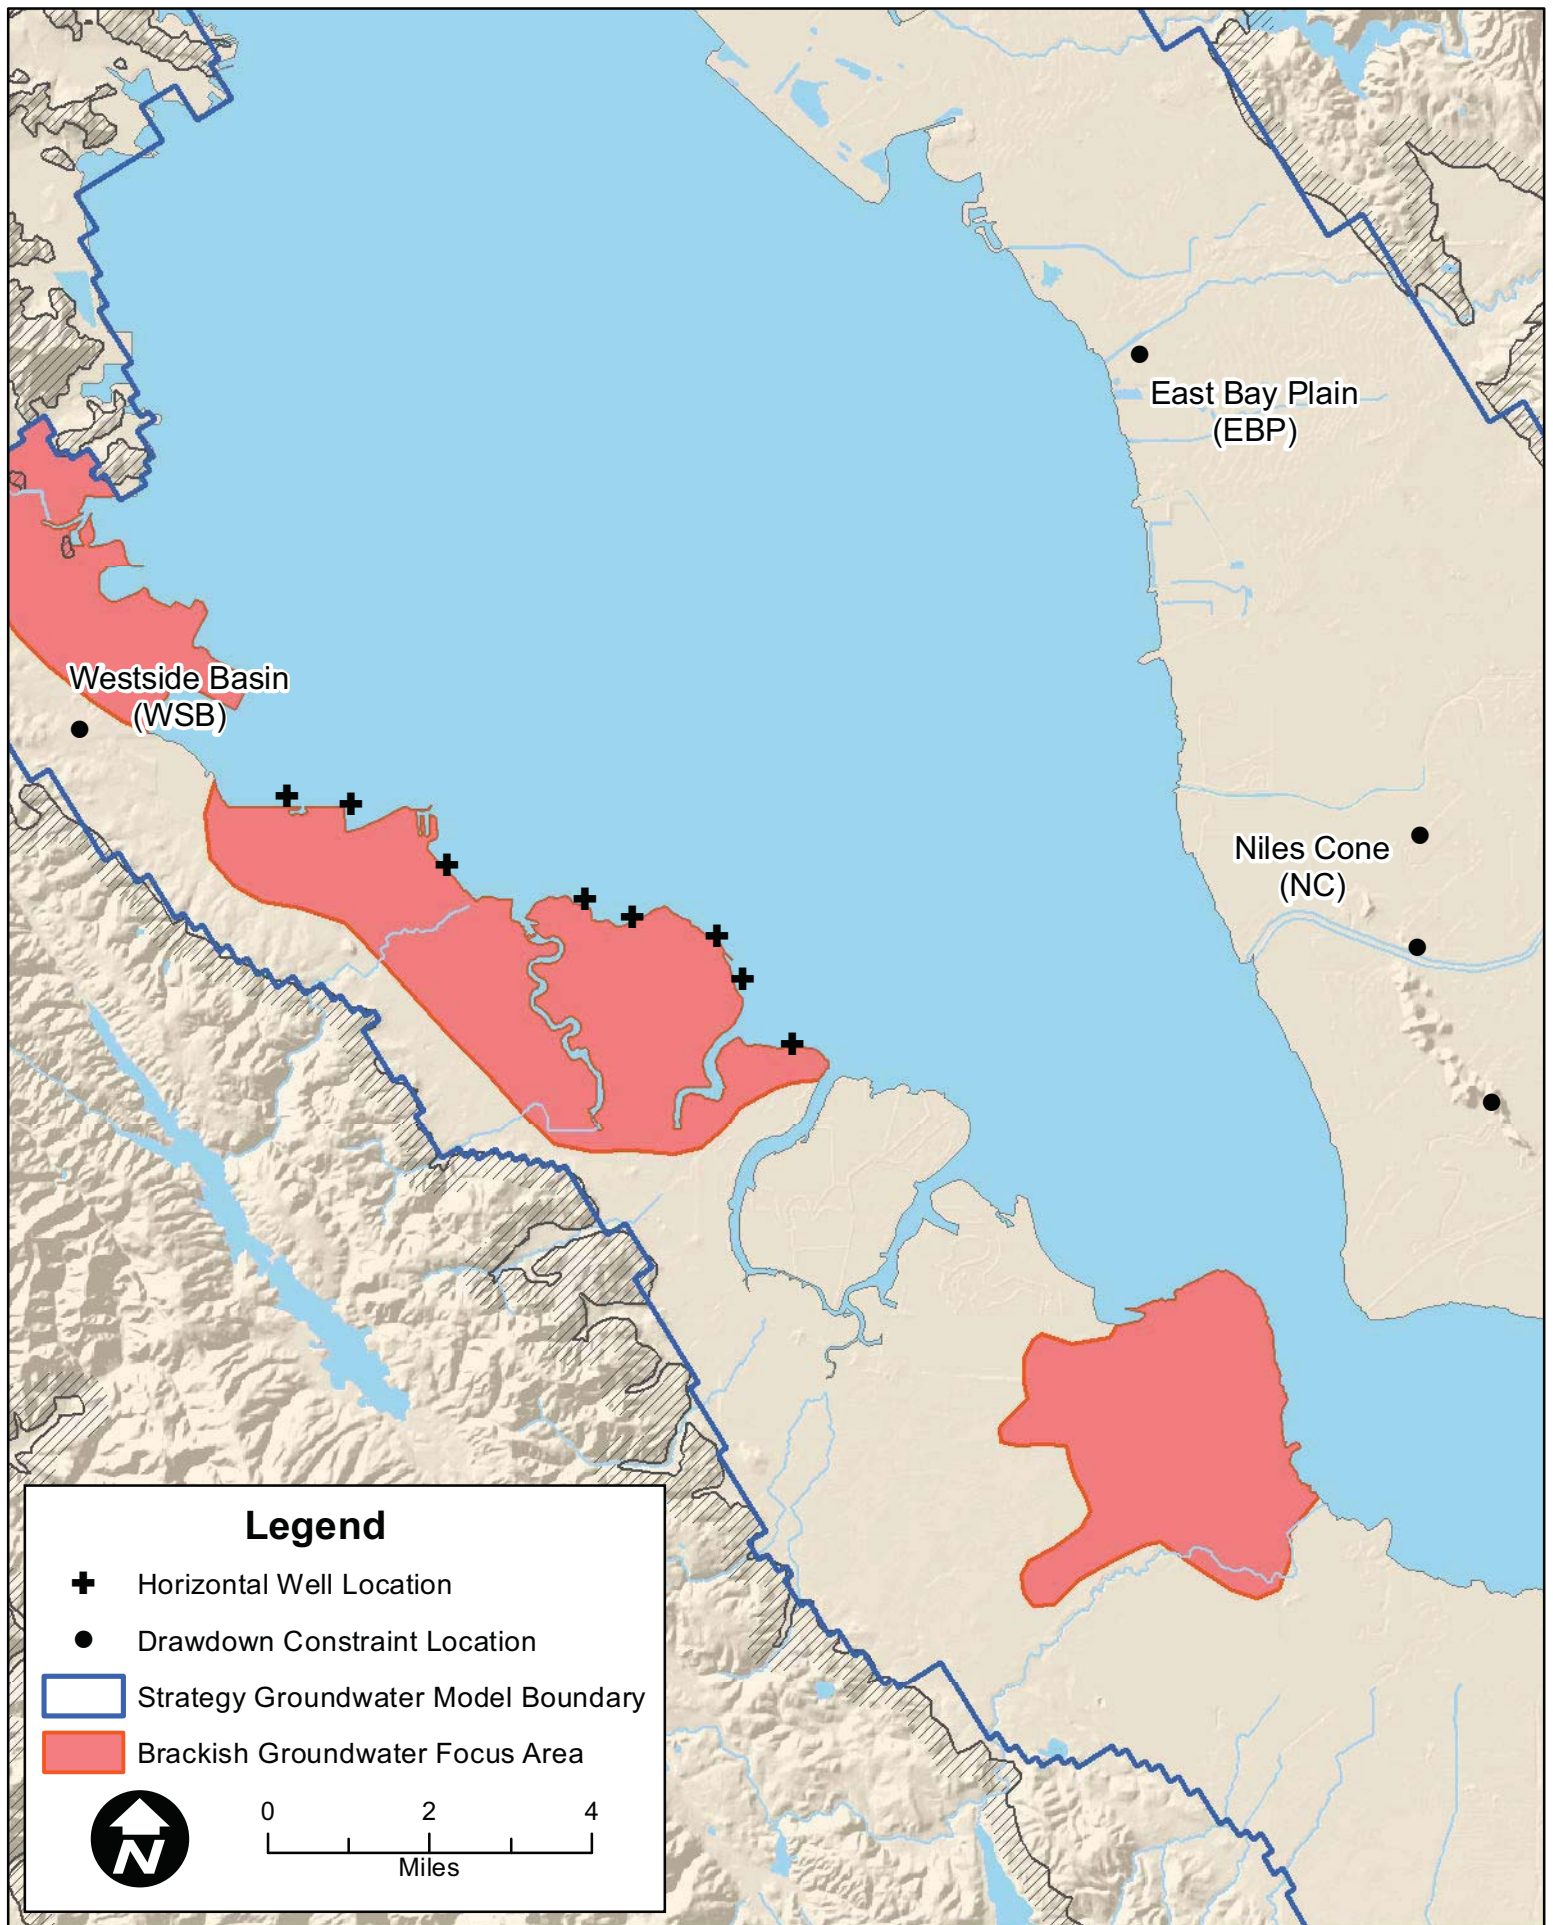 East Bay Plain
(EBP)
Westside Basin
(WSB)
Niles Cone
(NC)
Legend
Horizontal Well Location
Drawdown Constraint Location
Strategy Groundwater Model Boundary
Brackish Groundwater Focus Area
N
0 2 4
Miles